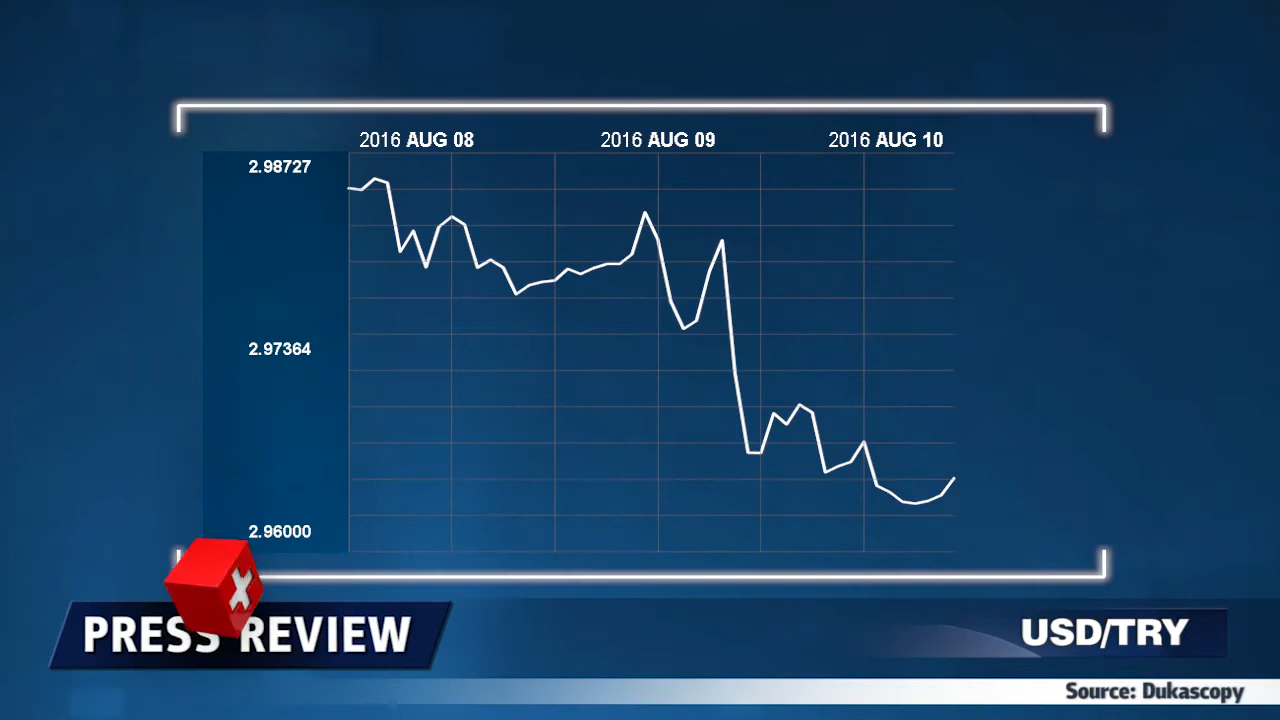 2016 AUG 08 2016 AUG 09 2016 AUG 10
2.98727
2.97364
2.96000
PRESS REVIEW
USD/TRY
Source: Dukascopy